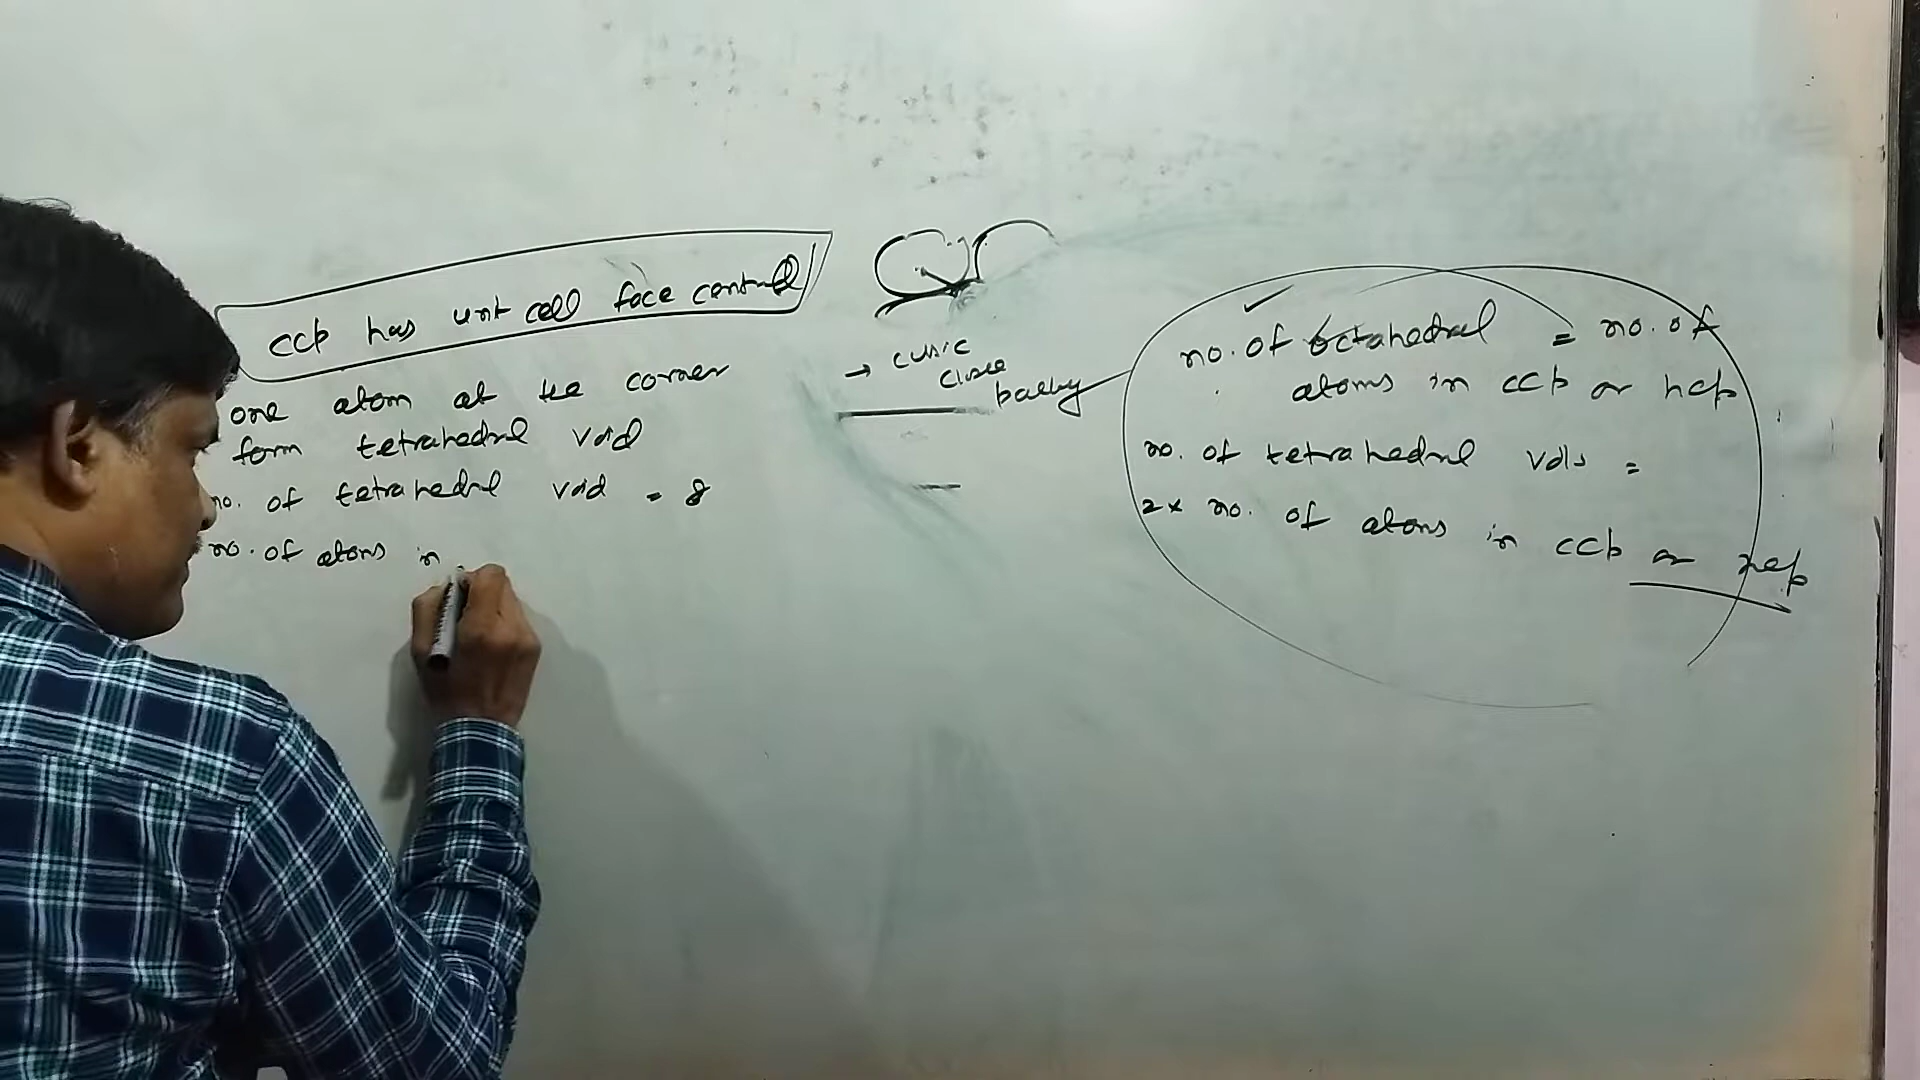 ccp has unit cell face centred
one atom at the corner
form tetrahedral void
no. of tetrahedral void = 8
no. of atoms in
→ cubic
close
packing
no. of octahedral = no. of
atoms in ccp or hcp
no. of tetrahedral voids =
2 x no. of atoms in ccp or hcp